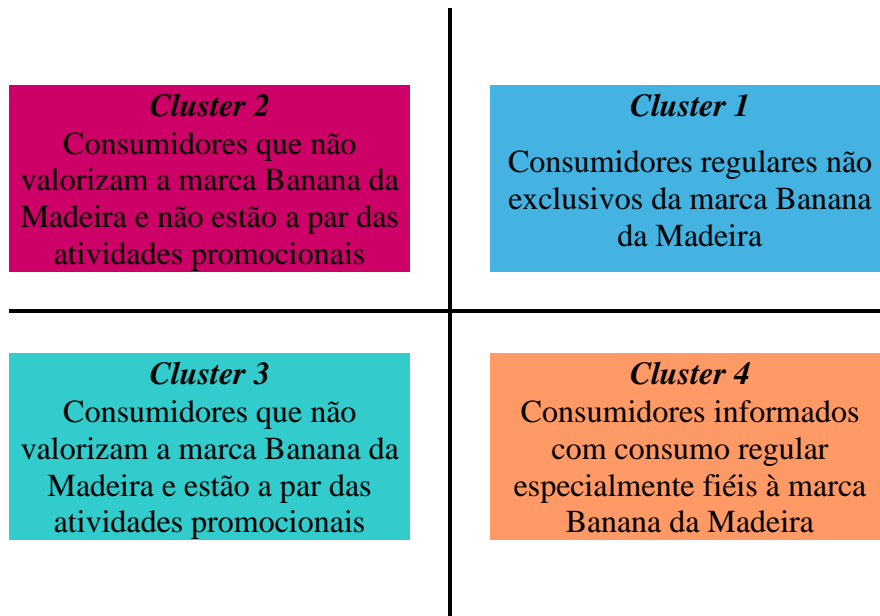 Cluster 2
Consumidores que não
valorizam a marca Banana da
Madeira e não estão a par das
atividades promocionais
Cluster 1
Consumidores regulares não
exclusivos da marca Banana
da Madeira
Cluster 3
Consumidores que não
valorizam a marca Banana da
Madeira e estão a par das
atividades promocionais
Cluster 4
Consumidores informados
com consumo regular
especialmente fiéis à marca
Banana da Madeira